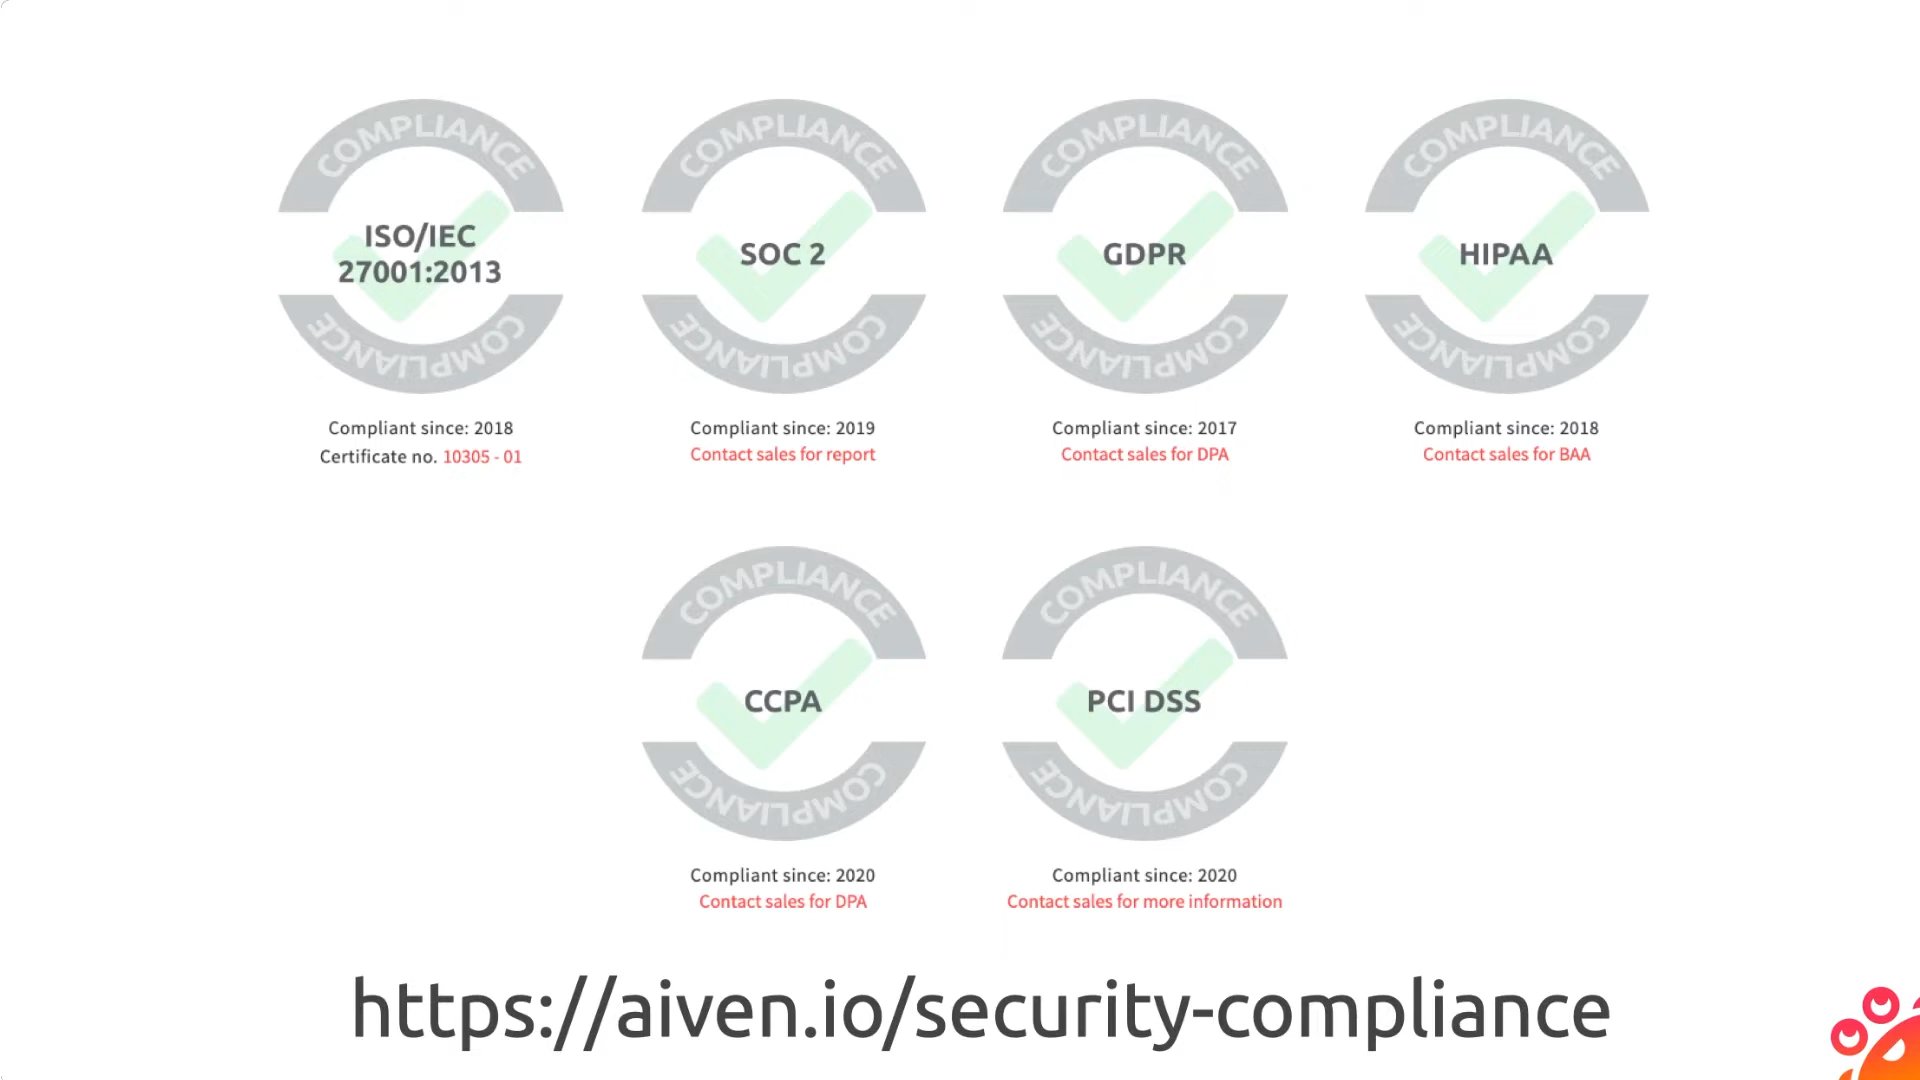 COMPLIANCE
ISO/IEC
27001:2013
COMPLIANCE
Compliant since: 2018
Certificate no. 10305 - 01
COMPLIANCE
SOC 2
COMPLIANCE
Compliant since: 2019
Contact sales for report
COMPLIANCE
GDPR
COMPLIANCE
Compliant since: 2017
Contact sales for DPA
COMPLIANCE
HIPAA
COMPLIANCE
Compliant since: 2018
Contact sales for BAA
COMPLIANCE
CCPA
COMPLIANCE
Compliant since: 2020
Contact sales for DPA
COMPLIANCE
PCI DSS
COMPLIANCE
Compliant since: 2020
Contact sales for more information
https://aiven.io/security-compliance